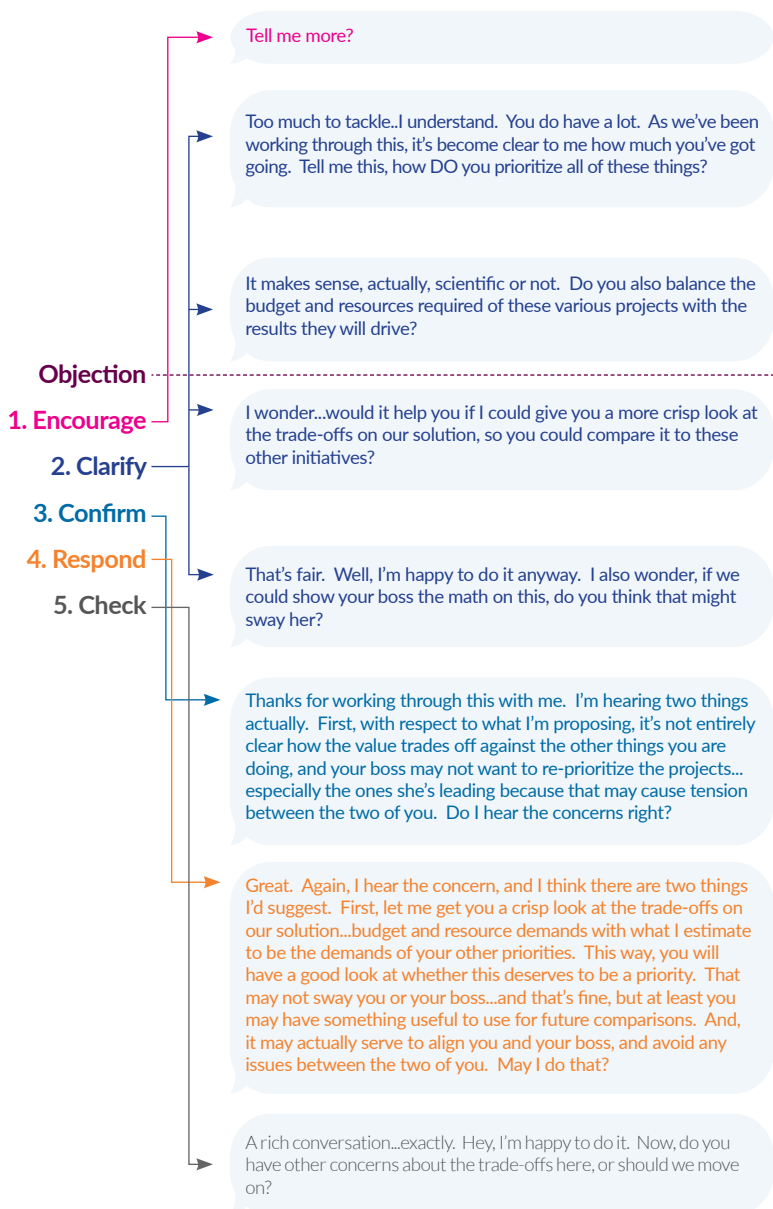 Tell me more?
Too much to tackle..I understand.  You do have a lot.  As we've been
working through this, it's become clear to me how much you've got
going.  Tell me this, how DO you prioritize all of these things?
It makes sense, actually, scientific or not.  Do you also balance the
budget and resources required of these various projects with the
results they will drive?
Objection
1. Encourage
2. Clarify
3. Confirm
4. Respond
5. Check
I wonder...would it help you if I could give you a more crisp look at
the trade-offs on our solution, so you could compare it to these
other initiatives?
That's fair.  Well, I'm happy to do it anyway.  I also wonder, if we
could show your boss the math on this, do you think that might
sway her?
Thanks for working through this with me.  I'm hearing two things
actually.  First, with respect to what I'm proposing, it's not entirely
clear how the value trades off against the other things you are
doing, and your boss may not want to re-prioritize the projects...
especially the ones she's leading because that may cause tension
between the two of you.  Do I hear the concerns right?
Great.  Again, I hear the concern, and I think there are two things
I'd suggest.  First, let me get you a crisp look at the trade-offs on
our solution...budget and resource demands with what I estimate
to be the demands of your other priorities.  This way, you will
have a good look at whether this deserves to be a priority.  That
may not sway you or your boss...and that's fine, but at least you
may have something useful to use for future comparisons.  And,
it may actually serve to align you and your boss, and avoid any
issues between the two of you.  May I do that?
A rich conversation...exactly.  Hey, I'm happy to do it.  Now, do you
have other concerns about the trade-offs here, or should we move
on?